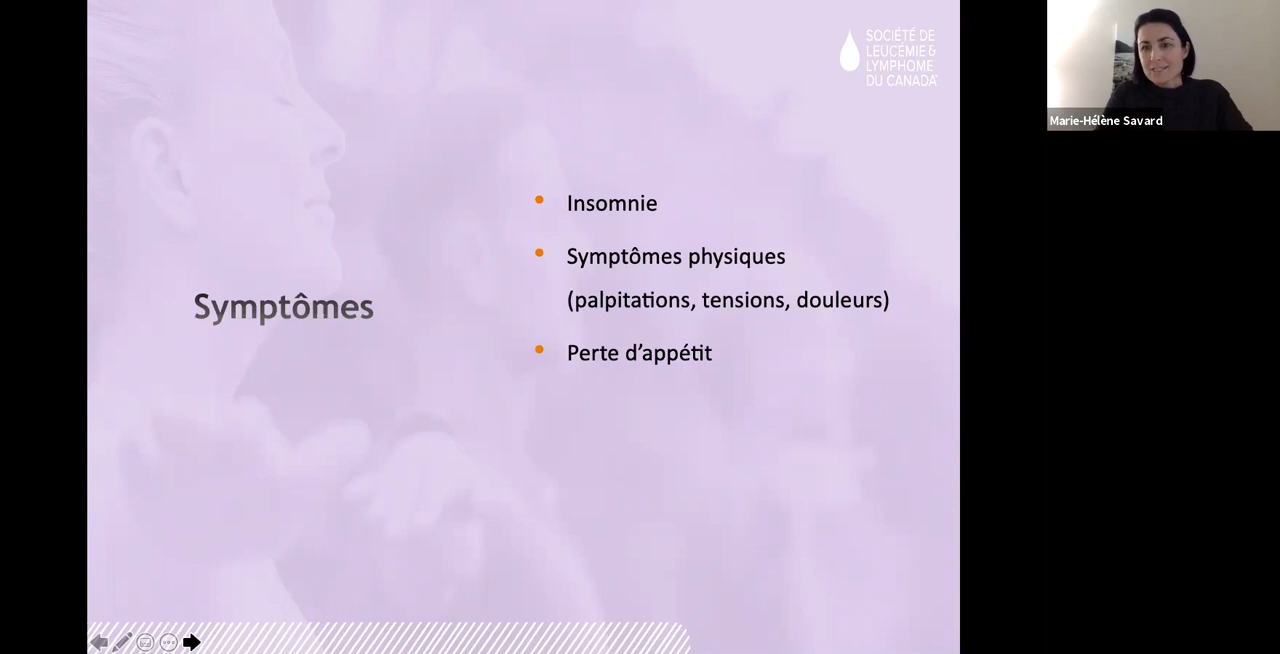 SOCIÉTÉ DE
LEUCÉMIE &
LYMPHOME
DU CANADA
Marie-Hélène Savard
Symptômes
Insomnie
Symptômes physiques
(palpitations, tensions, douleurs)
Perte d’appétit